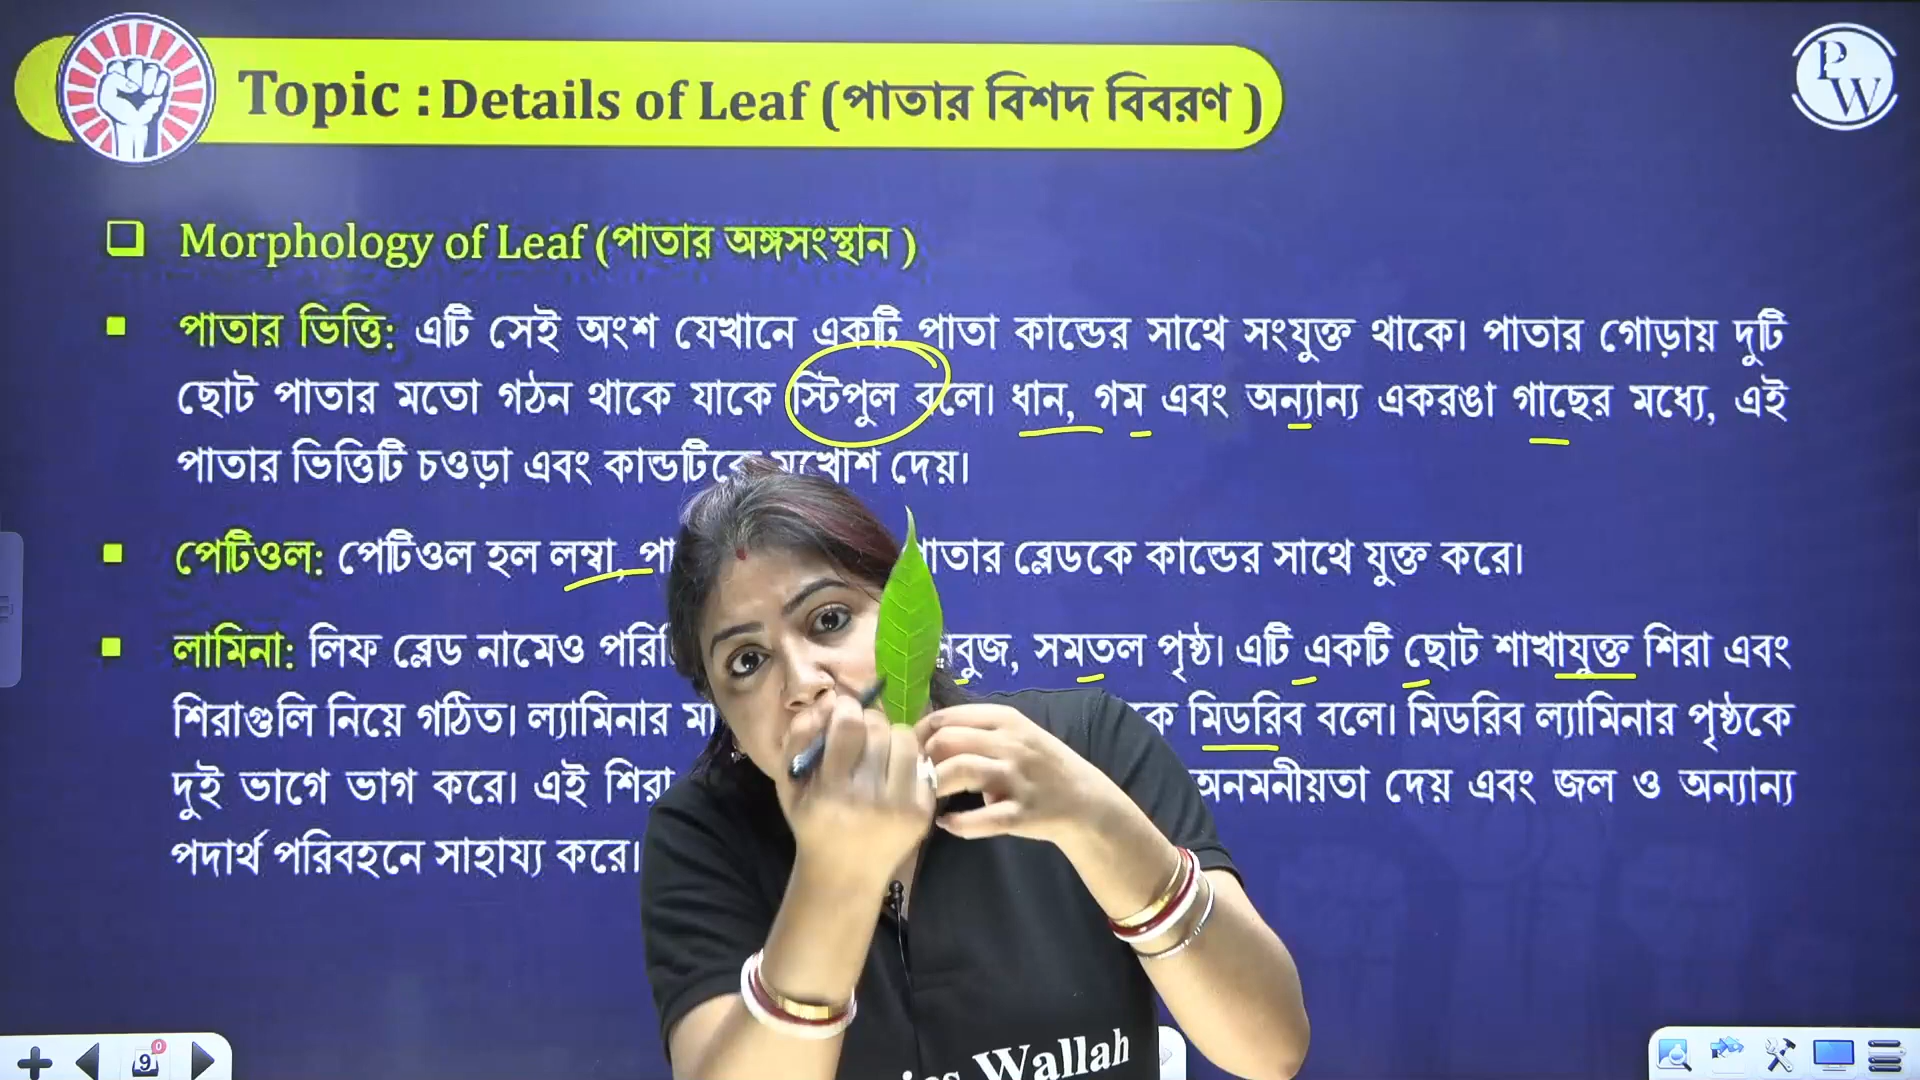 Topic : Details of Leaf (পাতার বিশদ বিবরণ )
PW
Morphology of Leaf (পাতার অঙ্গসংস্থান )
পাতার ভিত্তি: এটি সেই অংশ যেখানে একটি পাতা কান্ডের সাথে সংযুক্ত থাকে। পাতার গোড়ায় দুটি
ছোট পাতার মতো গঠন থাকে যাকে স্টিপুল বলে। ধান, গম এবং অন্যান্য একরঙা গাছের মধ্যে, এই
পাতার ভিত্তিটি চওড়া এবং কান্ডটিকে মুখোশ দেয়।
পেটিওল: পেটিওল হল লম্বা, পাতার ব্লেডকে কান্ডের সাথে যুক্ত করে।
লামিনা: লিফ ব্লেড নামেও সবুজ, সমতল পৃষ্ঠ। এটি একটি ছোট শাখাযুক্ত শিরা এবং
শিরাগুলি নিয়ে গঠিত। ল্যামিনার মিডরিব বলে। মিডরিব ল্যামিনার পৃষ্ঠকে
দুই ভাগে ভাগ করে। এই শিরা অনমনীয়তা দেয় এবং জল ও অন্যান্য
পদার্থ পরিবহনে সাহায্য করে।
Wallah
9
0